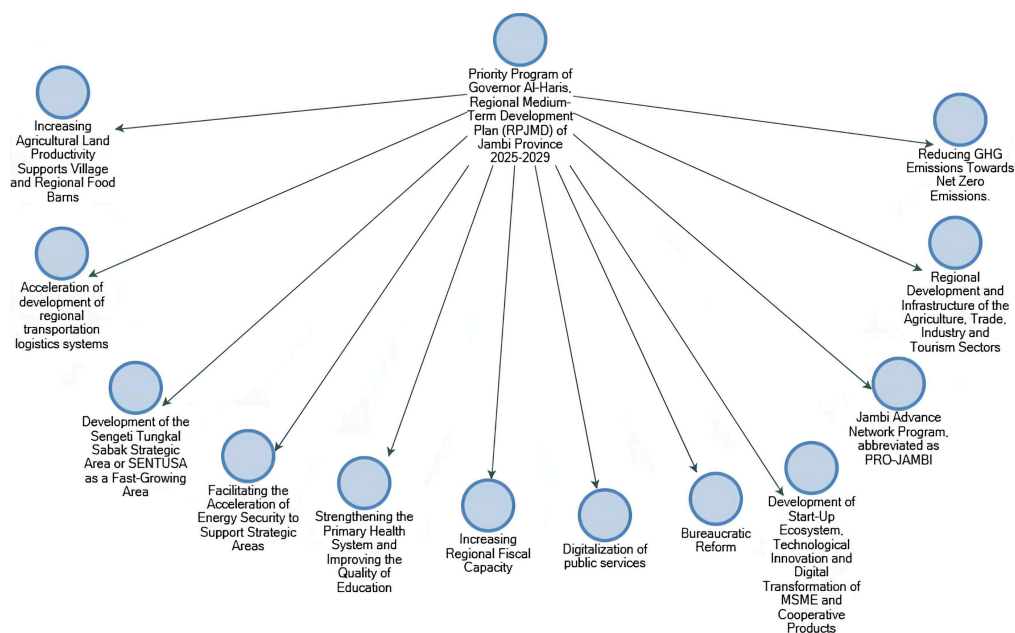 Priority Program of
Governor Al-Haris,
Regional Medium-
Term Development
Plan (RPJMD) of
Jambi Province
2025-2029
Increasing
Agricultural Land
Productivity
Supports Village
and Regional Food
Barns
Acceleration of
development of
regional
transportation
logistics systems
Development of the
Sengeti Tungkal
Sabak Strategic
Area or SENTUSA
as a Fast-Growing
Area
Facilitating the
Acceleration of
Energy Security to
Support Strategic
Areas
Strengthening the
Primary Health
System and
Improving the
Quality of
Education
Increasing
Regional Fiscal
Capacity
Digitalization of
public services
Bureaucratic
Reform
Development of
Start-Up
Ecosystem,
Technological
Innovation and
Digital
Transformation of
MSME and
Cooperative
Products
Jambi Advance
Network Program,
abbreviated as
PRO-JAMBI
Regional
Development and
Infrastructure of the
Agriculture, Trade,
Industry and
Tourism Sectors
Reducing GHG
Emissions Towards
Net Zero
Emissions.